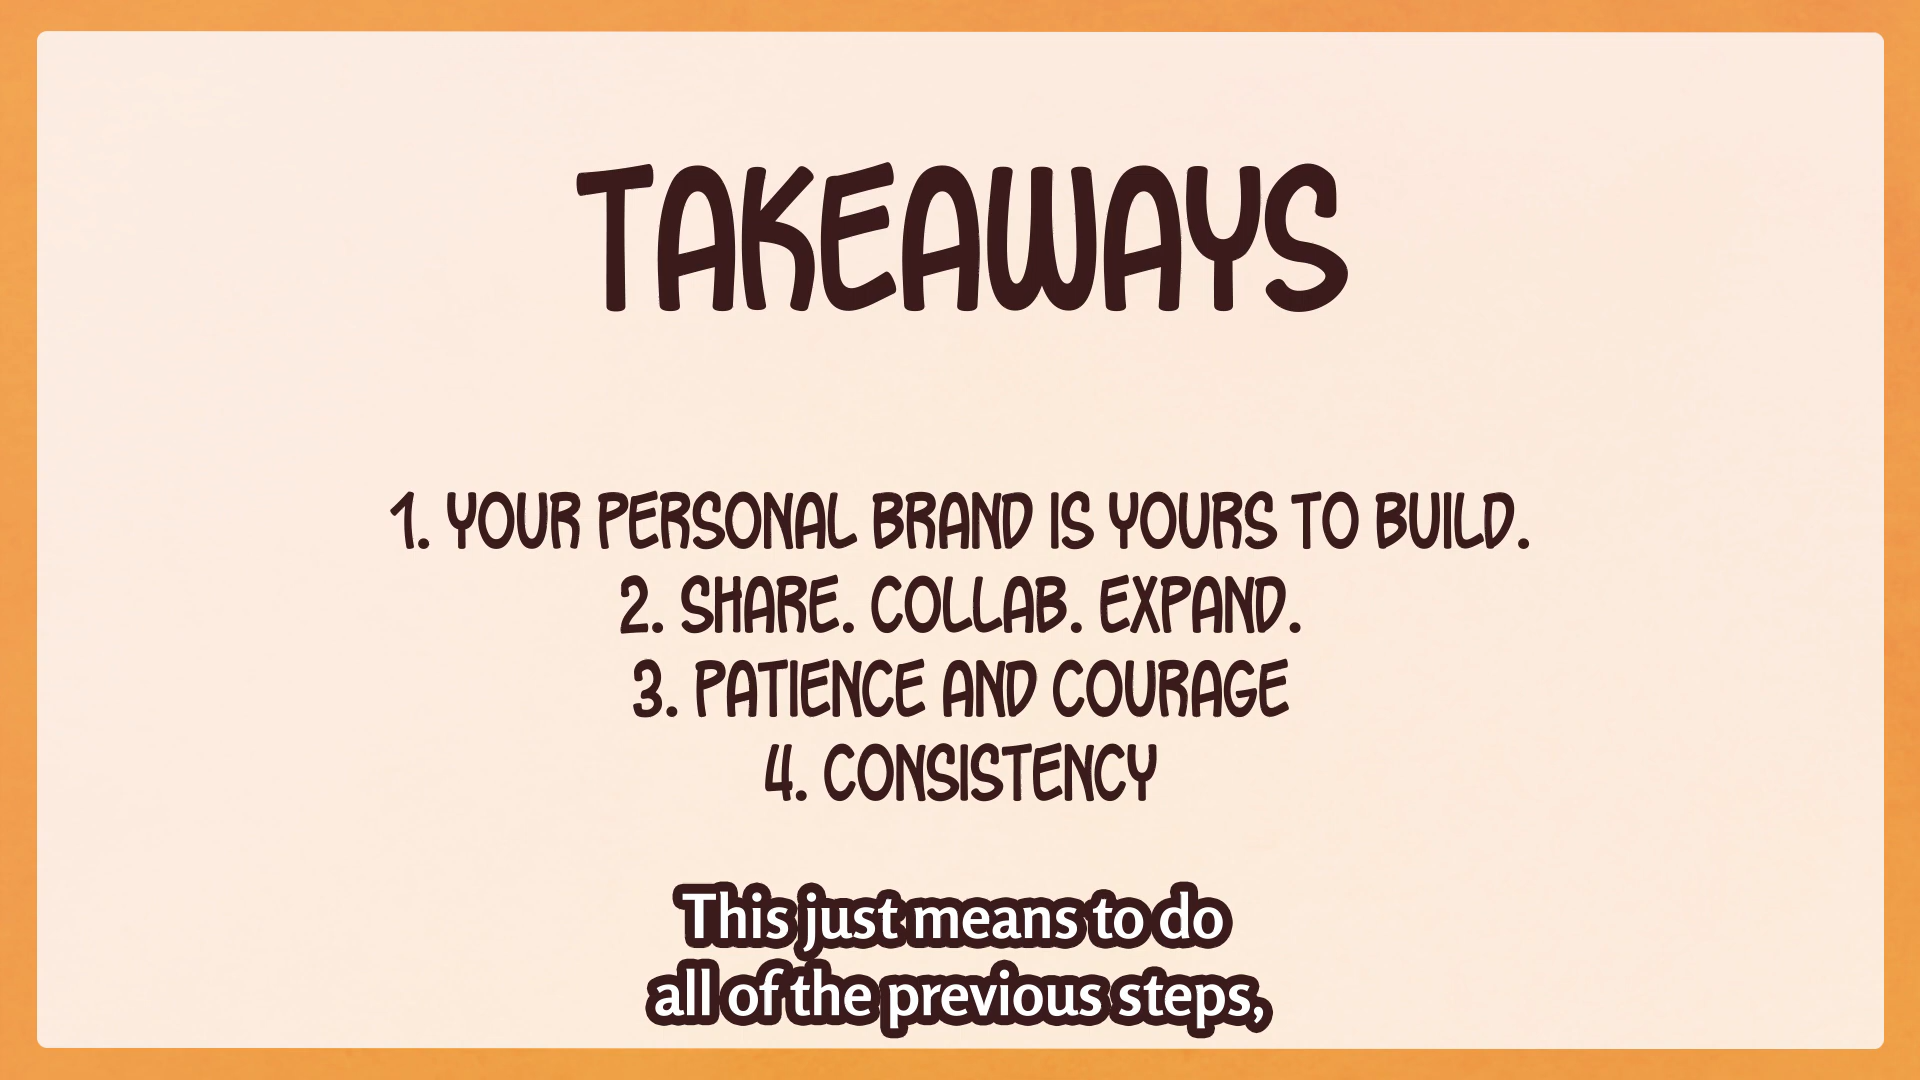 TAKEAWAYS
1. YOUR PERSONAL BRAND IS YOURS TO BUILD.
2. SHARE. COLLAB. EXPAND.
3. PATIENCE AND COURAGE
4. CONSISTENCY
This just means to do
all of the previous steps,